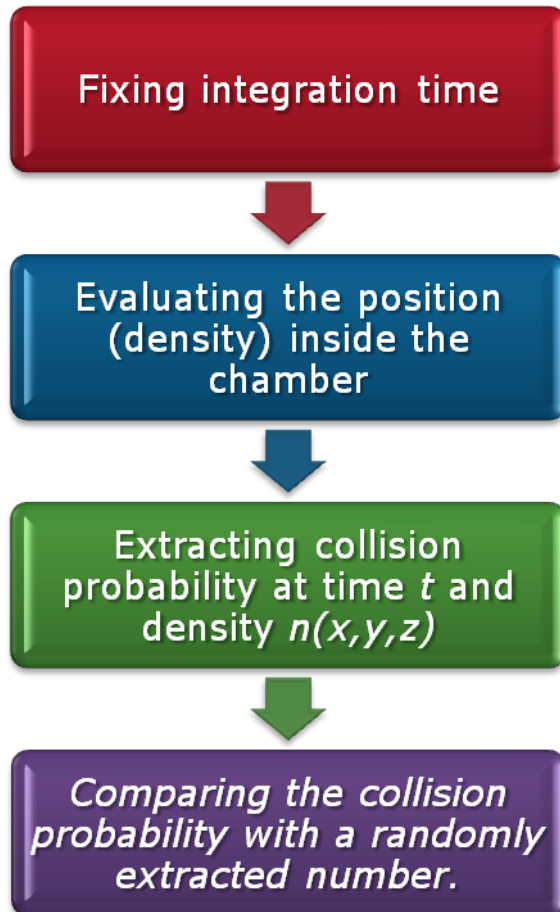 Fixing integration time
Evaluating the position
(density) inside the
chamber
Extracting collision
probability at time t and
density n(x,y,z)
Comparing the collision
probability with a randomly
extracted number.